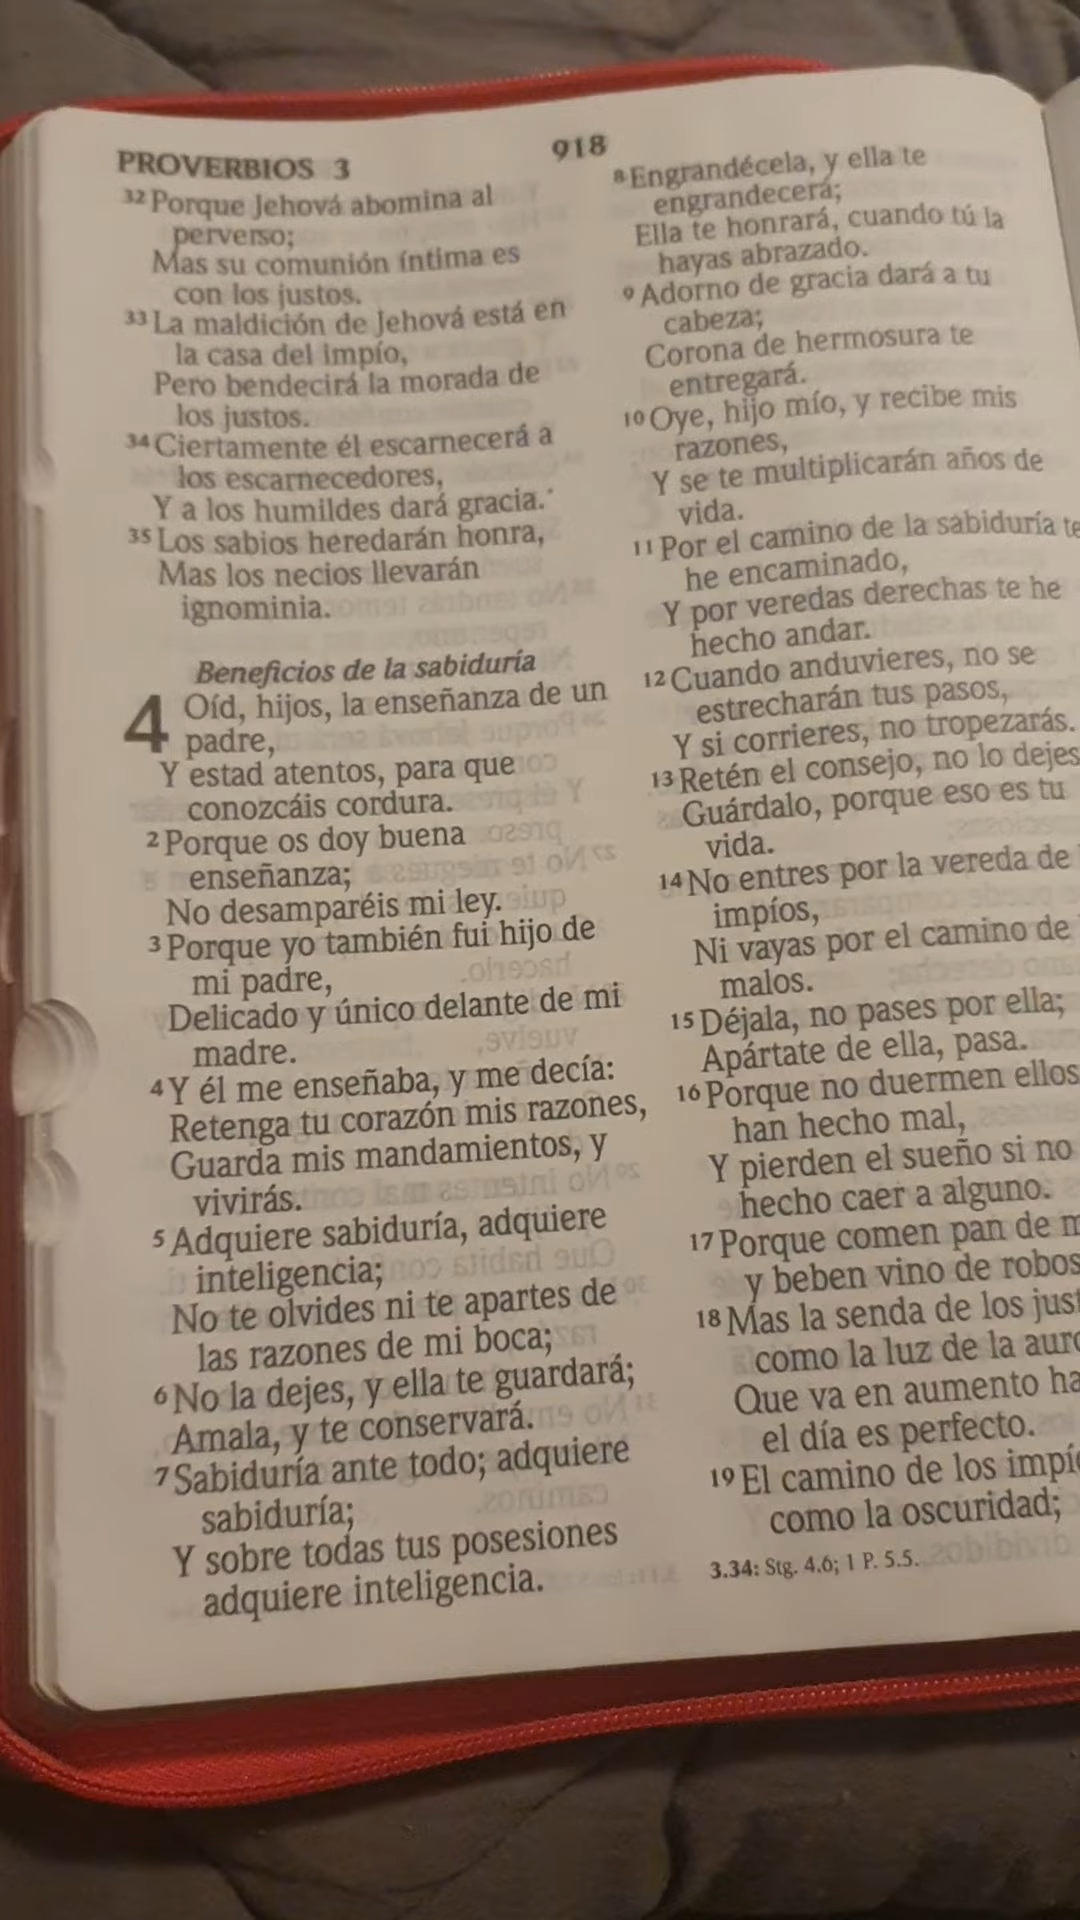 PROVERBIOS 3
918
32 Porque Jehová abomina al
perverso;
Mas su comunión íntima es
con los justos.
33 La maldición de Jehová está en
la casa del impío,
Pero bendecirá la morada de
los justos.
34 Ciertamente él escarnecerá a
los escarnecedores,
Y a los humildes dará gracia.*
35 Los sabios heredarán honra,
Mas los necios llevarán
ignominia.
Beneficios de la sabiduría
4 Oíd, hijos, la enseñanza de un
padre,
Y estad atentos, para que
conozcáis cordura.
2 Porque os doy buena
enseñanza;
No desamparéis mi ley.
3 Porque yo también fui hijo de
mi padre,
Delicado y único delante de mi
madre.
4 Y él me enseñaba, y me decía:
Retenga tu corazón mis razones,
Guarda mis mandamientos, y
vivirás.
5 Adquiere sabiduría, adquiere
inteligencia;
No te olvides ni te apartes de
las razones de mi boca;
6 No la dejes, y ella te guardará;
Amala, y te conservará.
7 Sabiduría ante todo; adquiere
sabiduría;
Y sobre todas tus posesiones
adquiere inteligencia.
8 Engrandécela, y ella te
engrandecerá;
Ella te honrará, cuando tú la
hayas abrazado.
9 Adorno de gracia dará a tu
cabeza;
Corona de hermosura te
entregará.
10 Oye, hijo mío, y recibe mis
razones,
Y se te multiplicarán años de
vida.
11 Por el camino de la sabiduría te
he encaminado,
Y por veredas derechas te he
hecho andar.
12 Cuando anduvieres, no se
estrecharán tus pasos,
Y si corrieres, no tropezarás.
13 Retén el consejo, no lo dejes
Guárdalo, porque eso es tu
vida.
14 No entres por la vereda de
impíos,
Ni vayas por el camino de
malos.
15 Déjala, no pases por ella;
Apártate de ella, pasa.
16 Porque no duermen ellos
han hecho mal,
Y pierden el sueño si no
hecho caer a alguno.
17 Porque comen pan de
y beben vino de robos
18 Mas la senda de los
como la luz de la
Que va en aumento
el día es perfecto.
19 El camino de los
como la oscuridad;
3.34: Stg. 4.6; 1 P. 5.5.